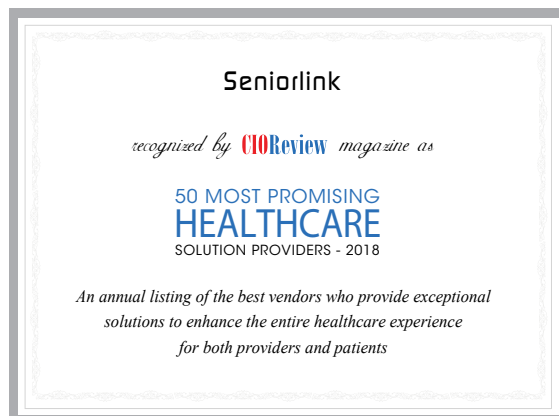 Seniorlink
recognized by CIOReview magazine as
50 MOST PROMISING
HEALTHCARE
SOLUTION PROVIDERS - 2018
An annual listing of the best vendors who provide exceptional
solutions to enhance the entire healthcare experience
for both providers and patients